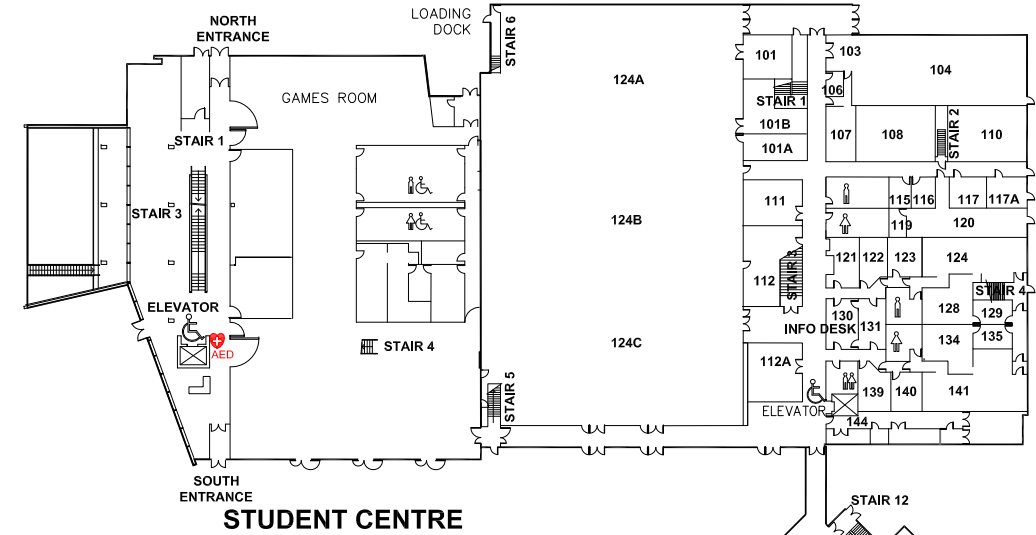 LOADING
DOCK
STAIR 6
NORTH
ENTRANCE
101
103
104
124A
GAMES ROOM
106
STAIR 1
101B
107
108
STAIR 2
110
STAIR 1
101A
115
116
117
117A
STAIR 3
111
124B
119
120
121
122
123
124
STAIR 3
112
ELEVATOR
STAIR 4
128
129
130
131
INFO DESK
134
135
AED
STAIR 4
124C
112A
STAIR 5
139
140
141
ELEVATOR
144
SOUTH
ENTRANCE
STAIR 12
STUDENT CENTRE